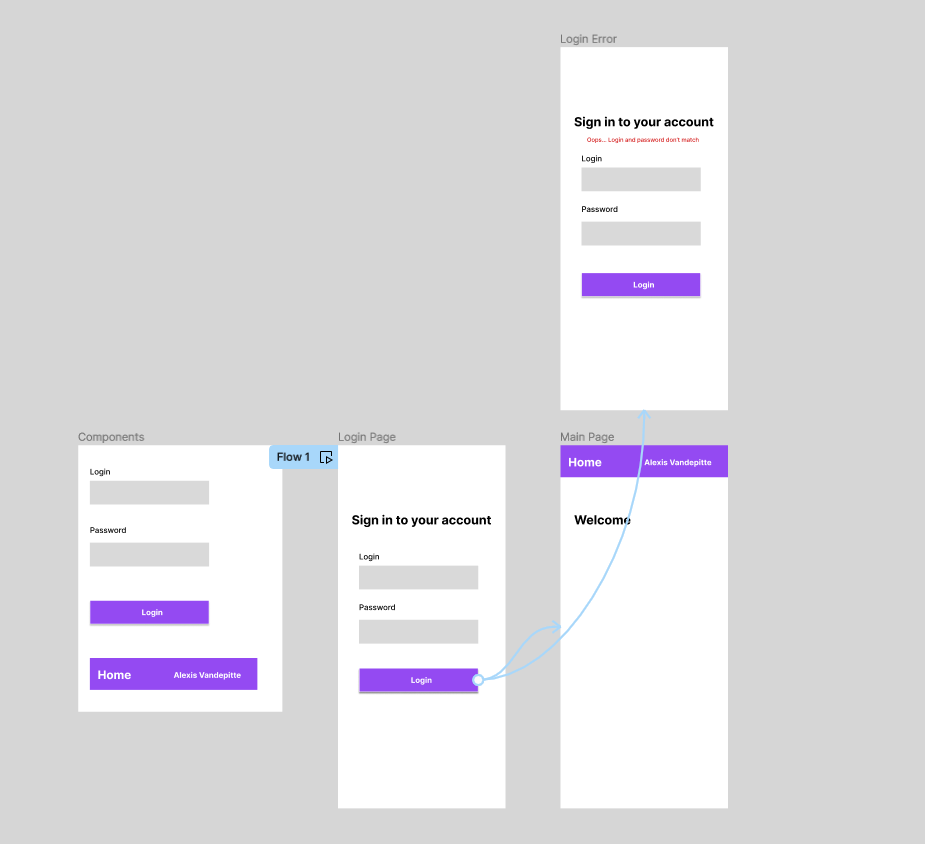 Login Error
Sign in to your account
Oops... Login and password don't match
Login
Password
Login
Components
Login
Password
Login
Home
Alexis Vandepitte
Flow 1
Login Page
Sign in to your account
Login
Password
Login
Main Page
Home
Alexis Vandepitte
Welcome